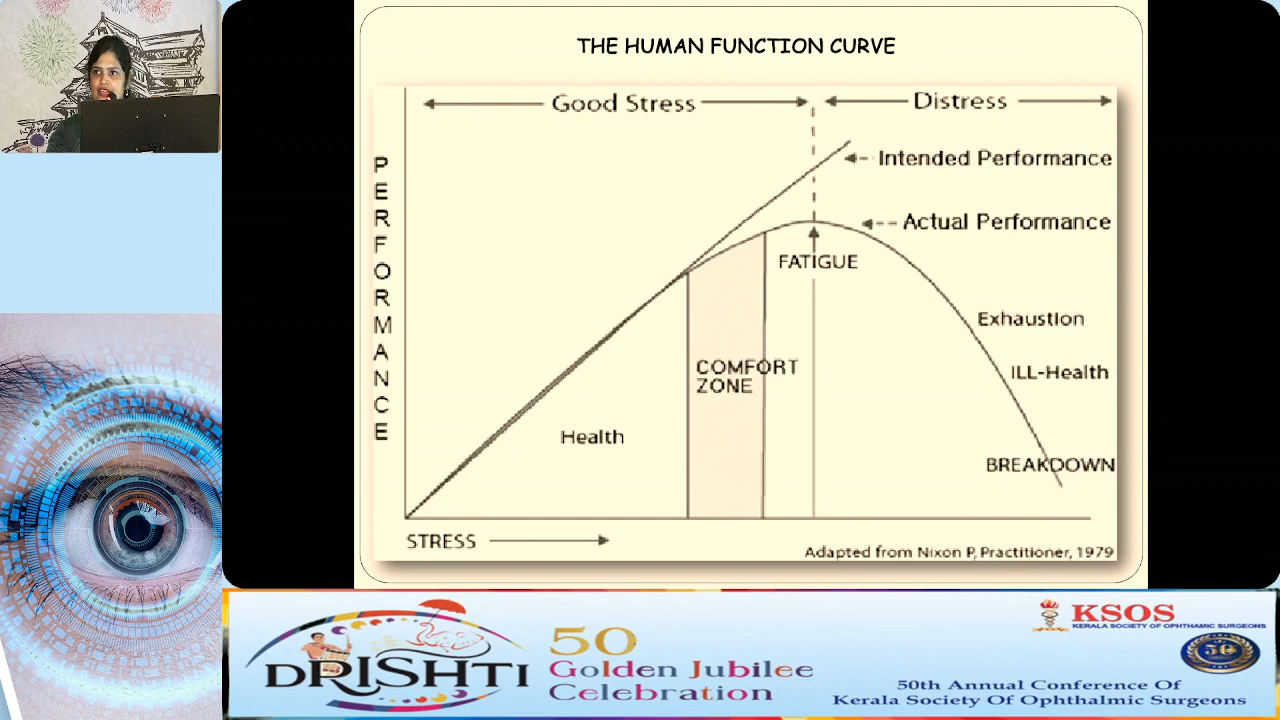 THE HUMAN FUNCTION CURVE
Good Stress
Distress
Intended Performance
Actual Performance
PERFORMANCE
FATIGUE
Exhaustion
COMFORT
ZONE
ILL-Health
Health
BREAKDOWN
STRESS
Adapted from Nixon P, Practitioner, 1979
DRISHTI
50
Golden Jubilee
Celebration
KSOS
KERALA SOCIETY OF OPHTHAMIC SURGEONS
50
50th Annual Conference Of
Kerala Society Of Ophthalmic Surgeons